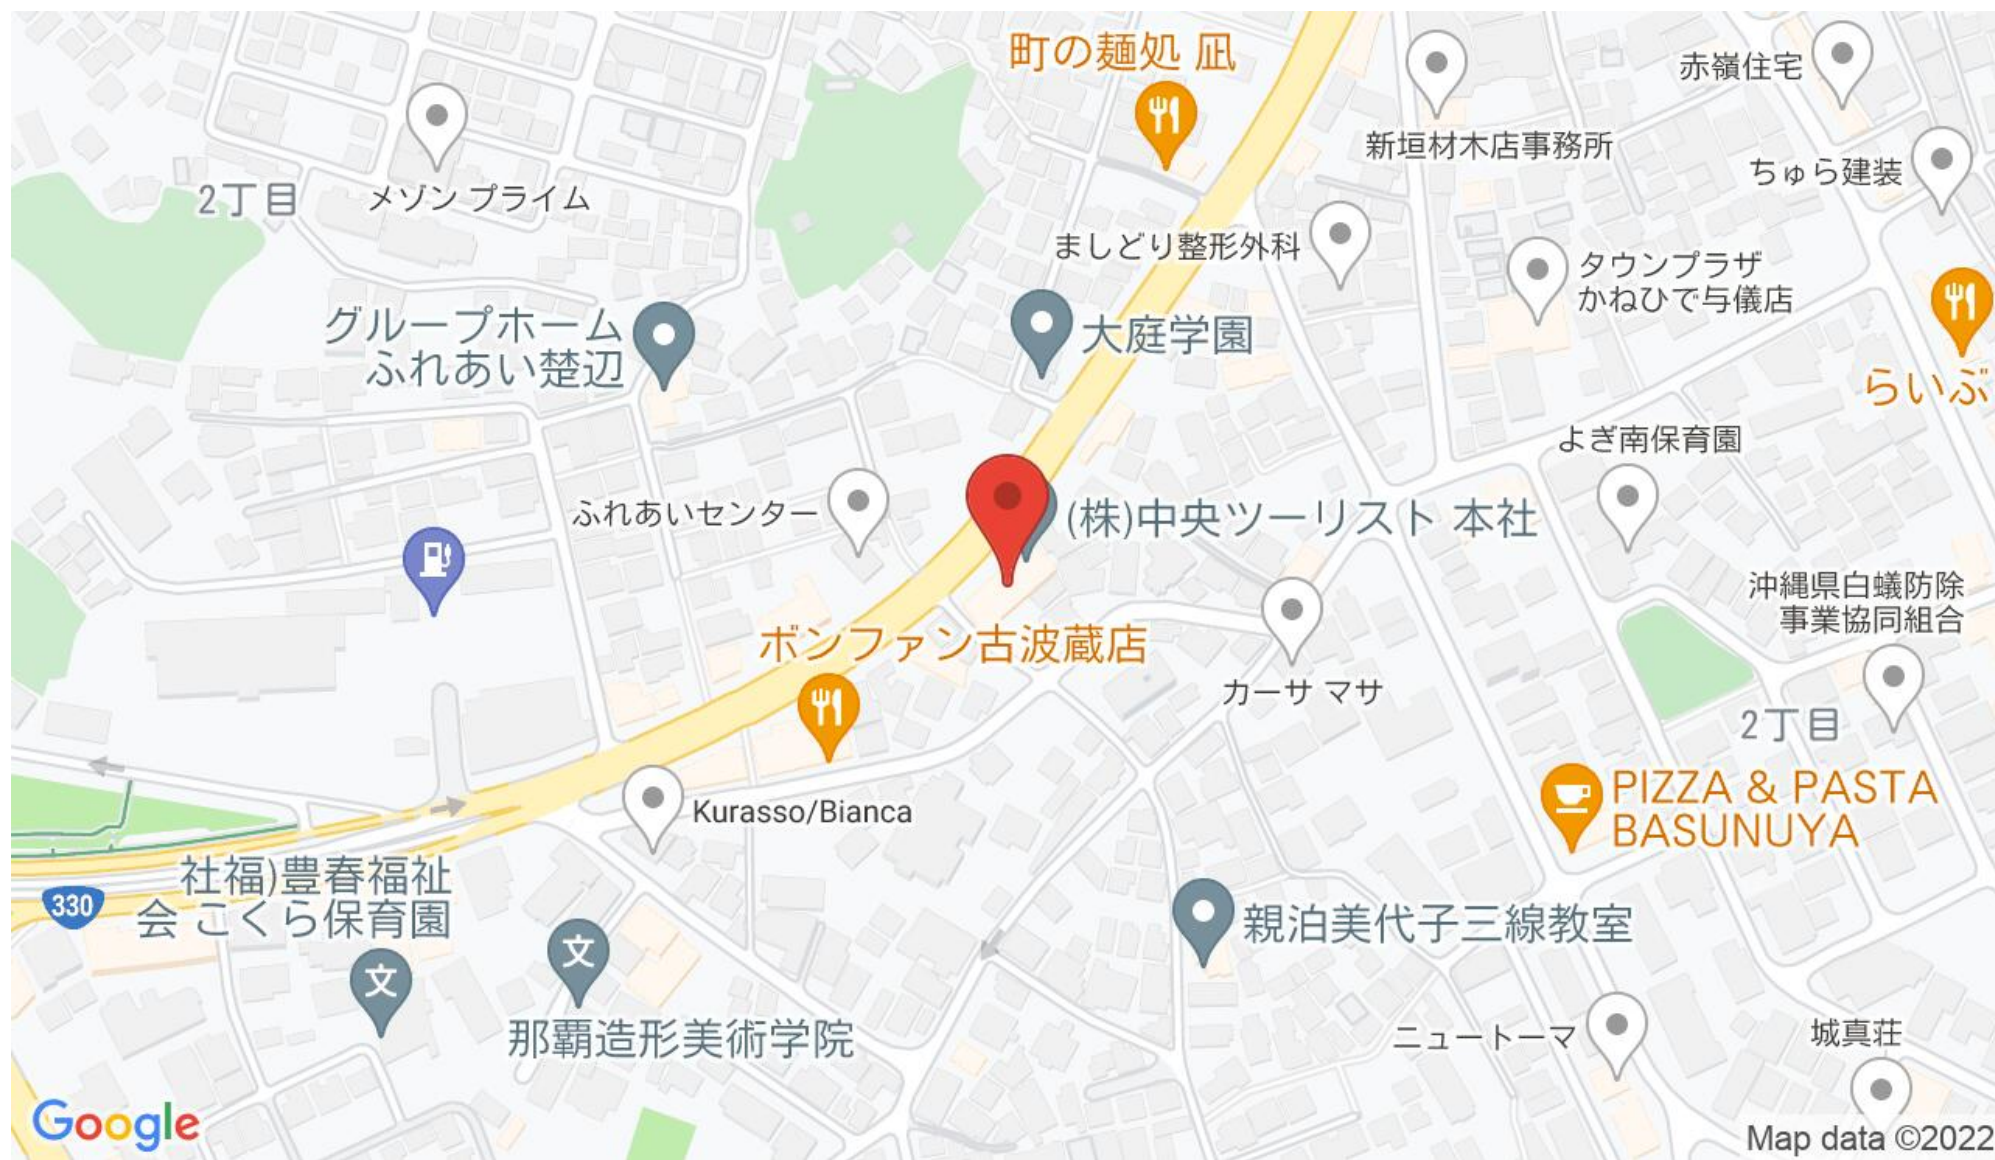 町の麺処 凪
赤嶺住宅
新垣材木店事務所
ちゅら建装
2丁目
メゾン プライム
ましどり整形外科
タウンプラザ
かねひで与儀店
グループホーム
ふれあい楚辺
大庭学園
らいぶ
よぎ南保育園
ふれあいセンター
(株)中央ツーリスト 本社
沖縄県白蟻防除
事業協同組合
ボンファン古波蔵店
カーサ マサ
2丁目
PIZZA & PASTA
BASUNUYA
Kurasso/Bianca
社福)豊春福祉
会 こくら保育園
330
文
文
親泊美代子三線教室
那覇造形美術学院
ニュートーマ
城真荘
Google
Map data ©2022